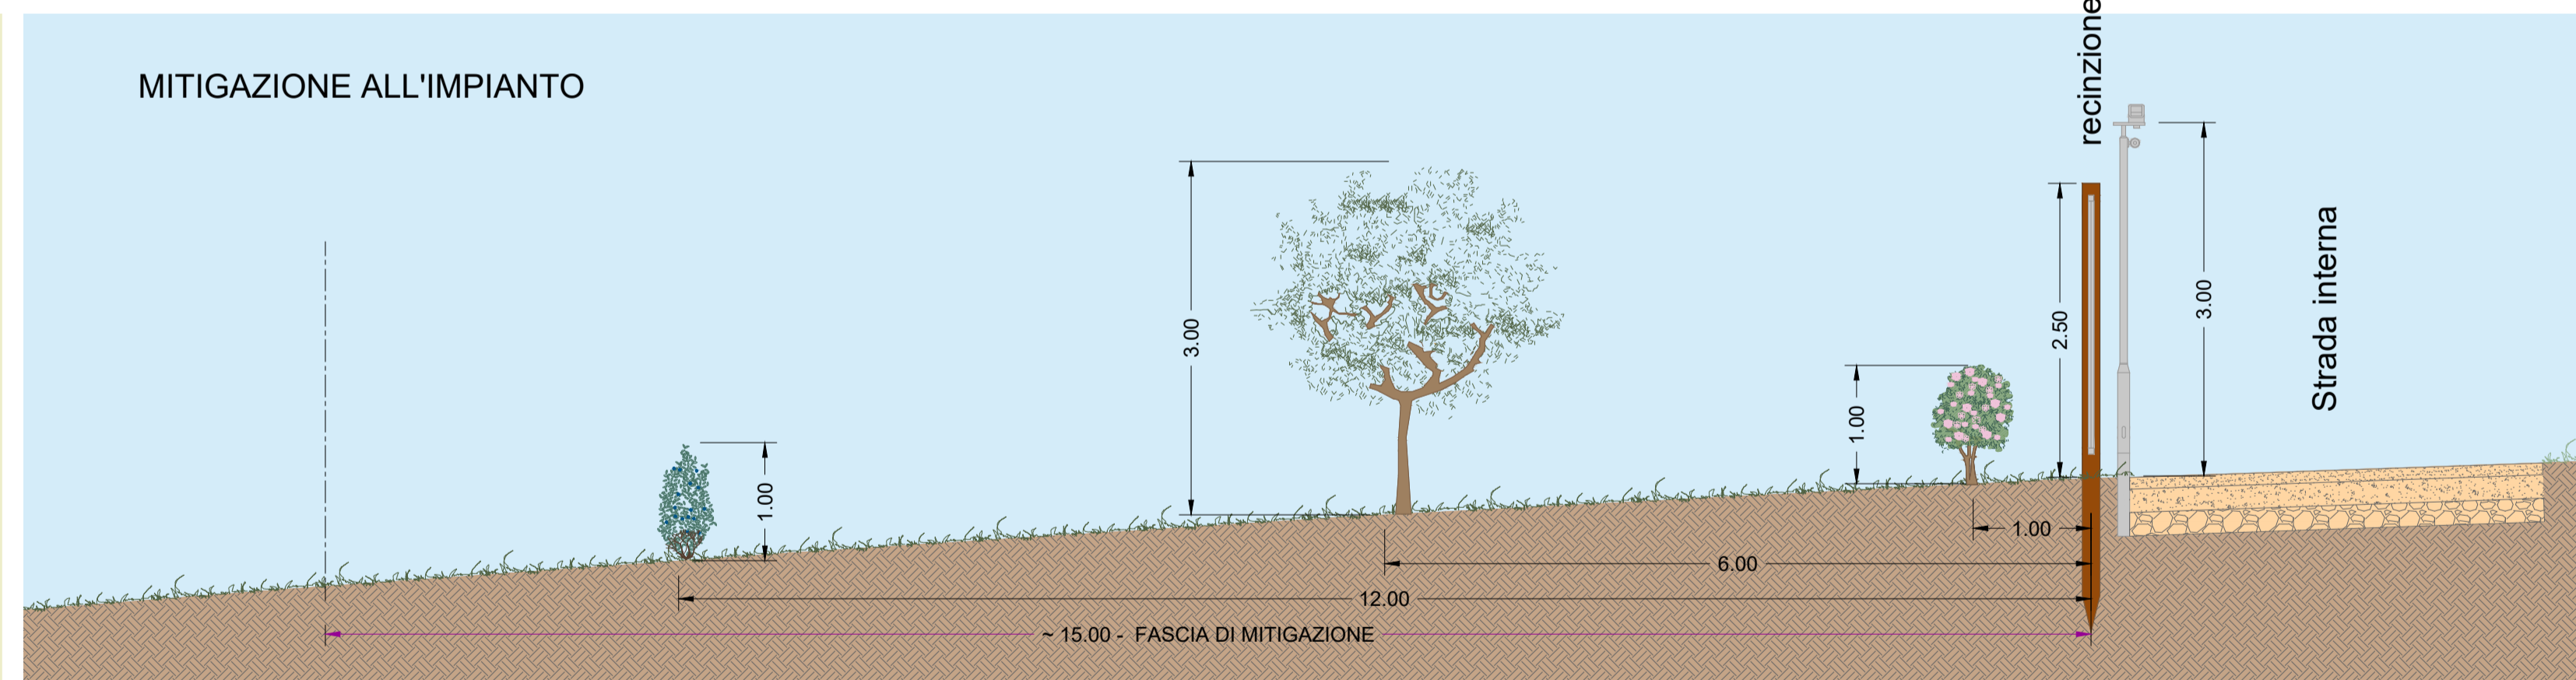 MITIGAZIONE ALL'IMPIANTO
recinzione
3.00
2.50
3.00
Strada interna
1.00
1.00
1.00
6.00
12.00
~ 15.00 - FASCIA DI MITIGAZIONE